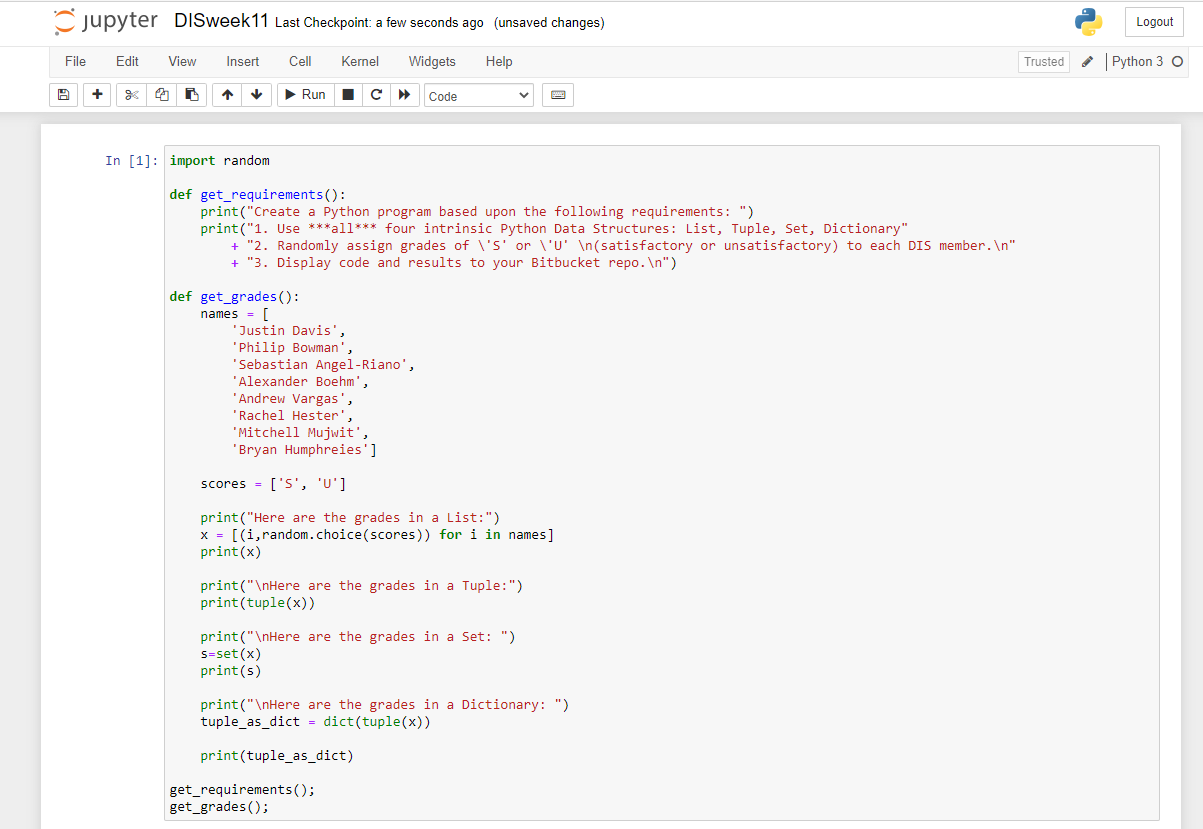 jupyter DISweek11 Last Checkpoint: a few seconds ago (unsaved changes) Logout
File Edit View Insert Cell Kernel Widgets Help Trusted Python 3
Run Code
In [1]: import random
def get_requirements():
    print("Create a Python program based upon the following requirements: ")
    print("1. Use ***all*** four intrinsic Python Data Structures: List, Tuple, Set, Dictionary"
        + "2. Randomly assign grades of \'S' or \'U' \n(satisfactory or unsatisfactory) to each DIS member.\n"
        + "3. Display code and results to your Bitbucket repo.\n")
def get_grades():
    names = [
        'Justin Davis',
        'Philip Bowman',
        'Sebastian Angel-Riano',
        'Alexander Boehm',
        'Andrew Vargas',
        'Rachel Hester',
        'Mitchell Mujwit',
        'Bryan Humphreies']
    scores = ['S', 'U']
    print("Here are the grades in a List:")
    x = [(i,random.choice(scores)) for i in names]
    print(x)
    print("\nHere are the grades in a Tuple:")
    print(tuple(x))
    print("\nHere are the grades in a Set: ")
    s=set(x)
    print(s)
    print("\nHere are the grades in a Dictionary: ")
    tuple_as_dict = dict(tuple(x))
    print(tuple_as_dict)
get_requirements();
get_grades();